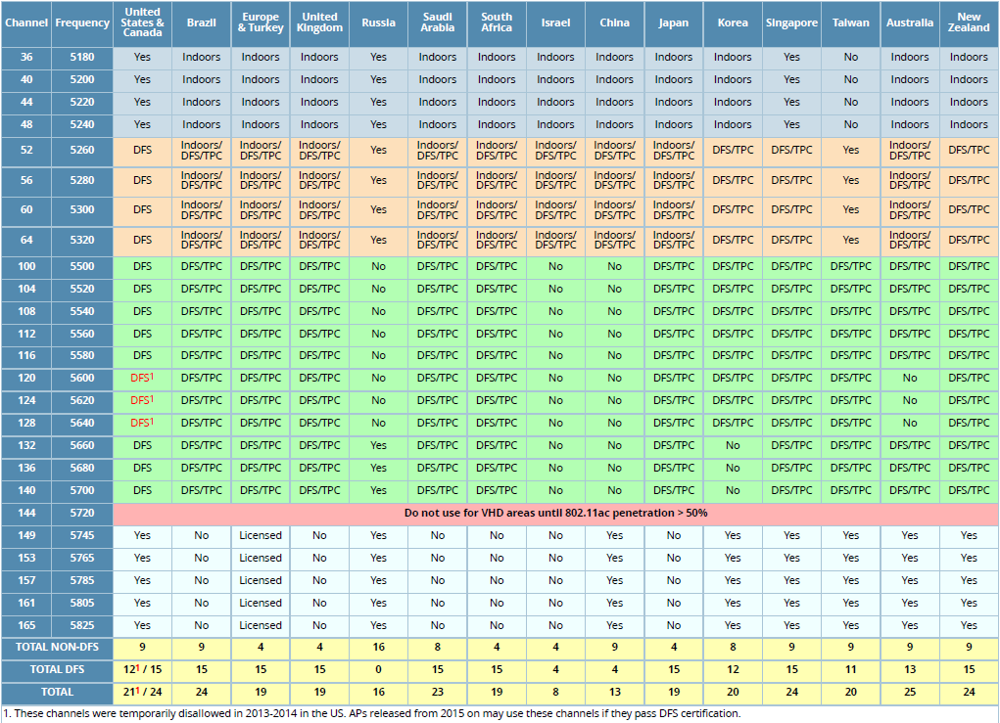 Channel Frequency United States & Canada Brazil Europe & Turkey United Kingdom Russia Saudi Arabia South Africa Israel China Japan Korea Singapore Taiwan Australia New Zealand
36 5180 Yes Indoors Indoors Indoors Yes Indoors Indoors Indoors Indoors Indoors Indoors Yes No Indoors Indoors
40 5200 Yes Indoors Indoors Indoors Yes Indoors Indoors Indoors Indoors Indoors Indoors Yes No Indoors Indoors
44 5220 Yes Indoors Indoors Indoors Yes Indoors Indoors Indoors Indoors Indoors Indoors Yes No Indoors Indoors
48 5240 Yes Indoors Indoors Indoors Yes Indoors Indoors Indoors Indoors Indoors Indoors Yes No Indoors Indoors
52 5260 DFS Indoors/ DFS/TPC Indoors/ DFS/TPC Indoors/ DFS/TPC Yes Indoors/ DFS/TPC Indoors/ DFS/TPC Indoors/ DFS/TPC Indoors/ DFS/TPC Indoors/ DFS/TPC DFS/TPC DFS/TPC Yes Indoors/ DFS/TPC DFS/TPC
56 5280 DFS Indoors/ DFS/TPC Indoors/ DFS/TPC Indoors/ DFS/TPC Yes Indoors/ DFS/TPC Indoors/ DFS/TPC Indoors/ DFS/TPC Indoors/ DFS/TPC Indoors/ DFS/TPC DFS/TPC DFS/TPC Yes Indoors/ DFS/TPC DFS/TPC
60 5300 DFS Indoors/ DFS/TPC Indoors/ DFS/TPC Indoors/ DFS/TPC Yes Indoors/ DFS/TPC Indoors/ DFS/TPC Indoors/ DFS/TPC Indoors/ DFS/TPC Indoors/ DFS/TPC DFS/TPC DFS/TPC Yes Indoors/ DFS/TPC DFS/TPC
64 5320 DFS Indoors/ DFS/TPC Indoors/ DFS/TPC Indoors/ DFS/TPC Yes Indoors/ DFS/TPC Indoors/ DFS/TPC Indoors/ DFS/TPC Indoors/ DFS/TPC Indoors/ DFS/TPC DFS/TPC DFS/TPC Yes Indoors/ DFS/TPC DFS/TPC
100 5500 DFS DFS/TPC DFS/TPC DFS/TPC No DFS/TPC DFS/TPC No No DFS/TPC DFS/TPC DFS/TPC DFS/TPC DFS/TPC DFS/TPC
104 5520 DFS DFS/TPC DFS/TPC DFS/TPC No DFS/TPC DFS/TPC No No DFS/TPC DFS/TPC DFS/TPC DFS/TPC DFS/TPC DFS/TPC
108 5540 DFS DFS/TPC DFS/TPC DFS/TPC No DFS/TPC DFS/TPC No No DFS/TPC DFS/TPC DFS/TPC DFS/TPC DFS/TPC DFS/TPC
112 5560 DFS DFS/TPC DFS/TPC DFS/TPC No DFS/TPC DFS/TPC No No DFS/TPC DFS/TPC DFS/TPC DFS/TPC DFS/TPC DFS/TPC
116 5580 DFS DFS/TPC DFS/TPC DFS/TPC No DFS/TPC DFS/TPC No No DFS/TPC DFS/TPC DFS/TPC DFS/TPC DFS/TPC DFS/TPC
120 5600 DFS¹ DFS/TPC DFS/TPC DFS/TPC No DFS/TPC DFS/TPC No No DFS/TPC DFS/TPC DFS/TPC DFS/TPC No DFS/TPC
124 5620 DFS¹ DFS/TPC DFS/TPC DFS/TPC No DFS/TPC DFS/TPC No No DFS/TPC DFS/TPC DFS/TPC DFS/TPC No DFS/TPC
128 5640 DFS¹ DFS/TPC DFS/TPC DFS/TPC No DFS/TPC DFS/TPC No No DFS/TPC DFS/TPC DFS/TPC DFS/TPC No DFS/TPC
132 5660 DFS DFS/TPC DFS/TPC DFS/TPC Yes DFS/TPC DFS/TPC No No DFS/TPC No DFS/TPC DFS/TPC DFS/TPC DFS/TPC
136 5680 DFS DFS/TPC DFS/TPC DFS/TPC Yes DFS/TPC DFS/TPC No No DFS/TPC No DFS/TPC DFS/TPC DFS/TPC DFS/TPC
140 5700 DFS DFS/TPC DFS/TPC DFS/TPC Yes DFS/TPC DFS/TPC No No DFS/TPC No DFS/TPC DFS/TPC DFS/TPC DFS/TPC
144 5720 Do not use for VHD areas until 802.11ac penetration > 50%
149 5745 Yes No Licensed No Yes No No No Yes No Yes Yes Yes Yes Yes
153 5765 Yes No Licensed No Yes No No No Yes No Yes Yes Yes Yes Yes
157 5785 Yes No Licensed No Yes No No No Yes No Yes Yes Yes Yes Yes
161 5805 Yes No Licensed No Yes No No No Yes No Yes Yes Yes Yes Yes
165 5825 Yes No Licensed No Yes No No No Yes No Yes Yes Yes Yes Yes
TOTAL NON-DFS 9 9 4 4 16 8 4 4 9 4 8 9 9 9 9
TOTAL DFS 12¹ / 15 15 15 15 0 15 15 4 4 15 12 15 11 13 15
TOTAL 21¹ / 24 24 19 19 16 23 19 8 13 19 20 24 20 25 24
1. These channels were temporarily disallowed in 2013-2014 in the US. APs released from 2015 on may use these channels if they pass DFS certification.